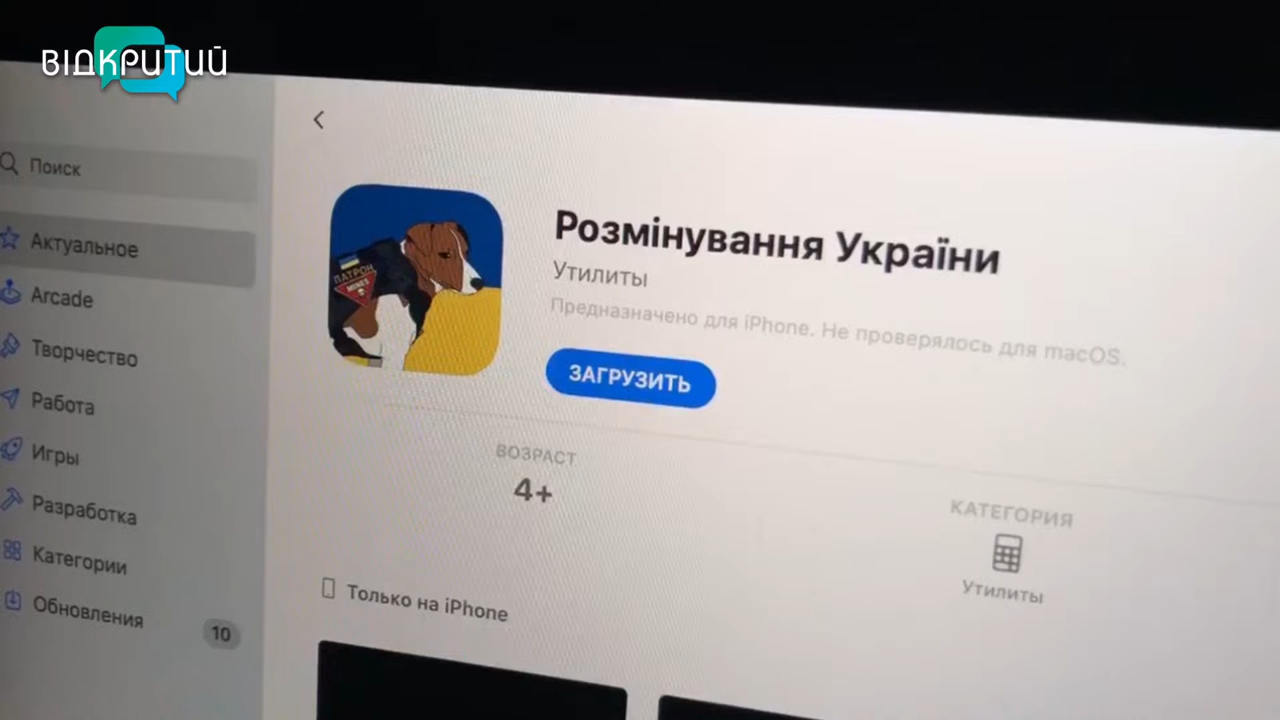 ВІДКРИТИЙ
Поиск
Актуальное
Arcade
Творчество
Работа
Игры
Разработка
Категории
Обновления
10
ПАТРОН
MINES
Розмінування України
Утилиты
Предназначено для iPhone. Не проверялось для macOS.
ЗАГРУЗИТЬ
ВОЗРАСТ
4+
КАТЕГОРИЯ
Утилиты
Только на iPhone